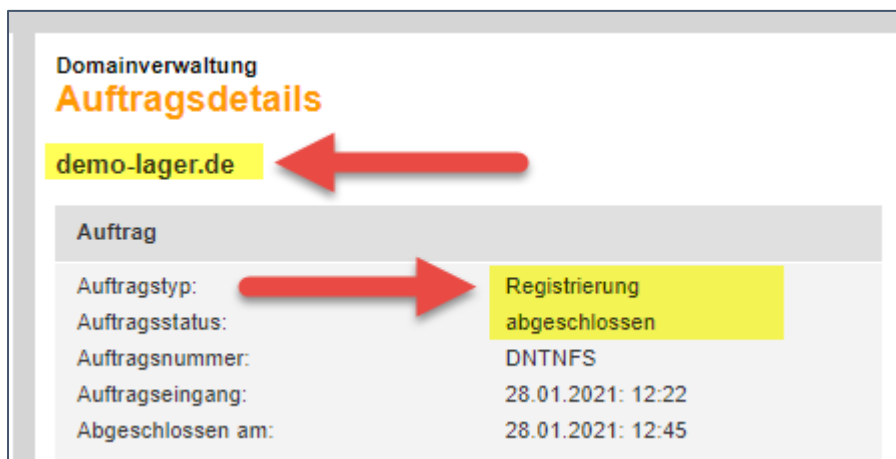 Domainverwaltung
Auftragsdetails
demo-lager.de
Auftrag
Auftragstyp: Registrierung
Auftragsstatus: abgeschlossen
Auftragsnummer: DNTNFS
Auftragseingang: 28.01.2021: 12:22
Abgeschlossen am: 28.01.2021: 12:45